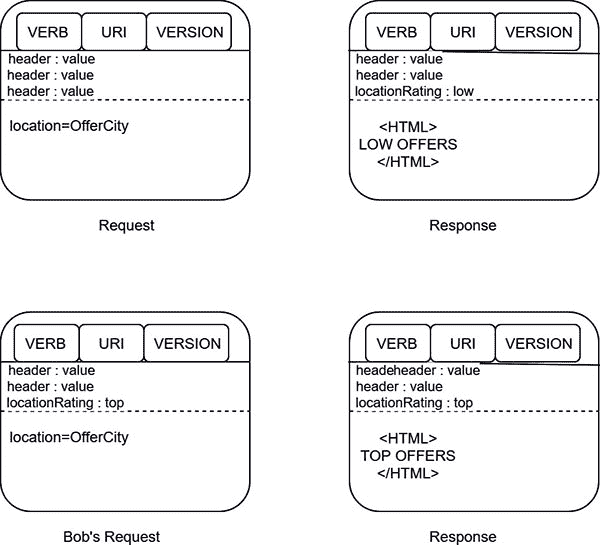 VERB URI VERSION
header : value
header : value
header : value
location=OfferCity
Request
VERB URI VERSION
header : value
header : value
locationRating : low
<HTML>
LOW OFFERS
</HTML>
Response
VERB URI VERSION
header : value
header : value
locationRating : top
location=OfferCity
Bob's Request
VERB URI VERSION
headeheader : value
header : value
locationRating : top
<HTML>
TOP OFFERS
</HTML>
Response